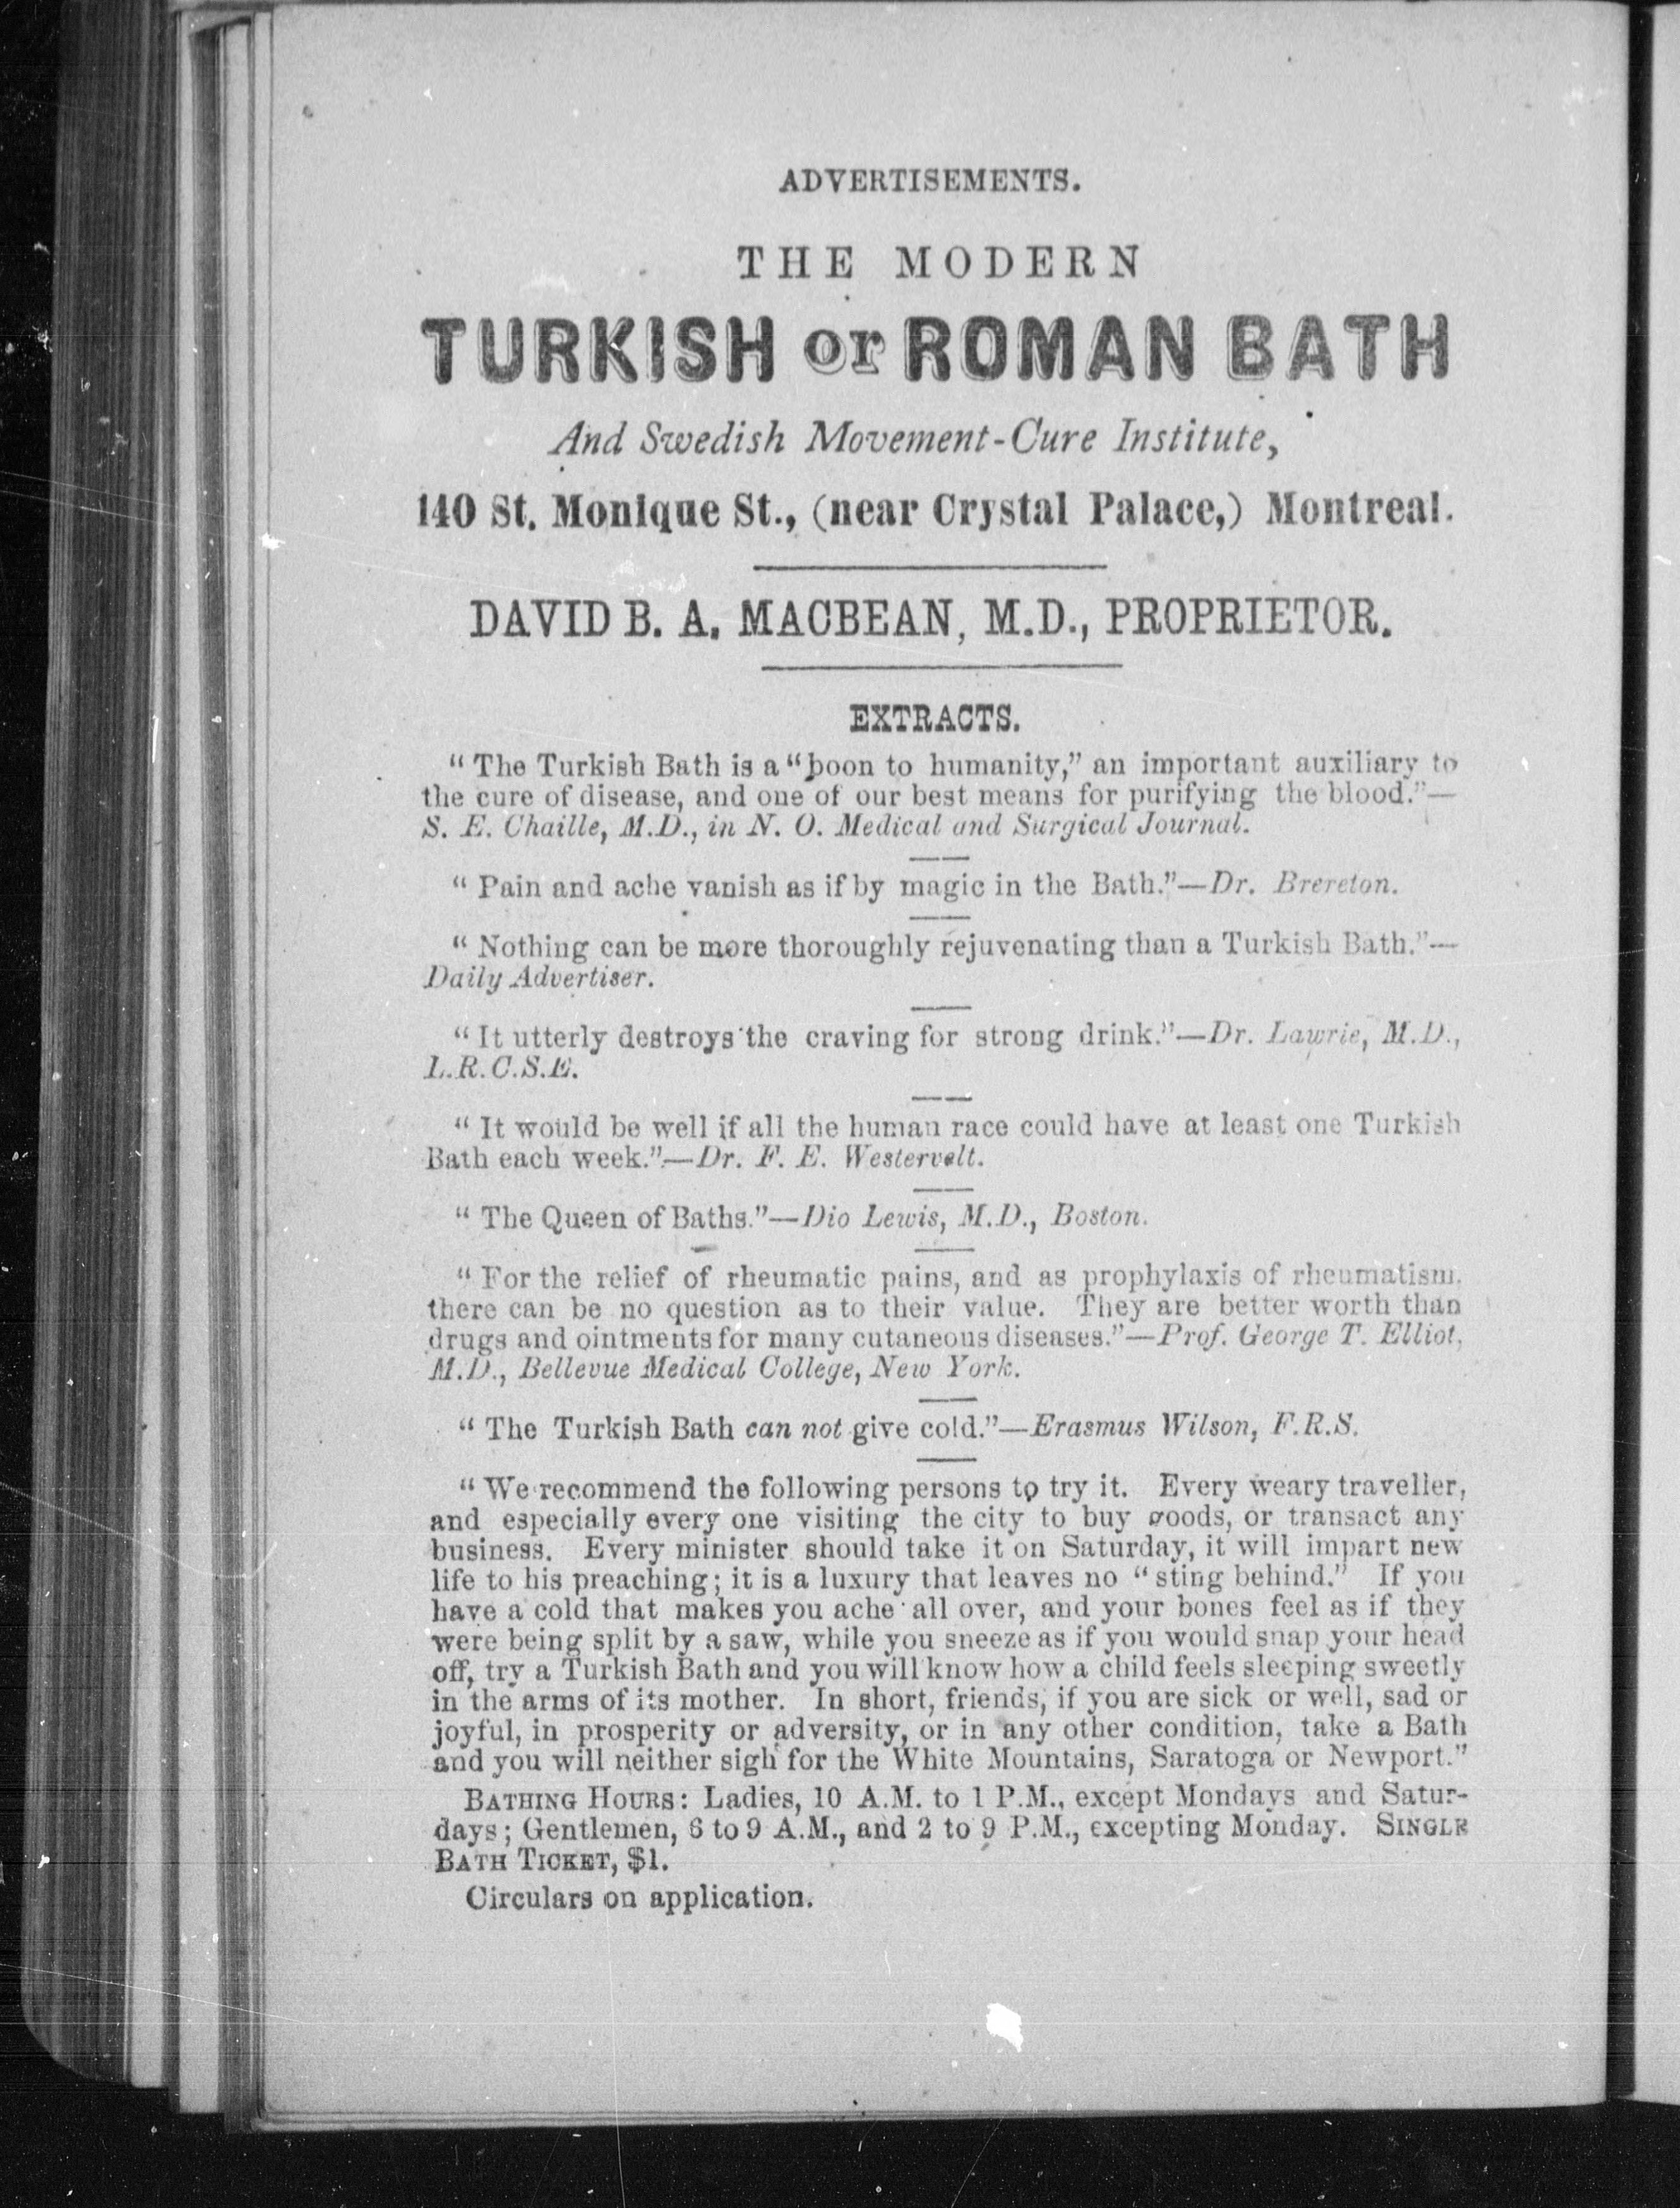 ADVERTISEMENTS.
THE MODERN
TURKISH or ROMAN BATH
And Swedish Movement-Cure Institute,
140 St. Monique St., (near Crystal Palace,) Montreal.
DAVID B. A. MACBEAN, M.D., PROPRIETOR.
EXTRACTS.
“ The Turkish Bath is a “boon to humanity,” an important auxiliary to
the cure of disease, and one of our best means for purifying the blood.”—
S. E. Chaille, M.D., in N. O. Medical and Surgical Journal.
“ Pain and ache vanish as if by magic in the Bath.”—Dr. Brereton.
“ Nothing can be more thoroughly rejuvenating than a Turkish Bath.”—
Daily Advertiser.
“ It utterly destroys the craving for strong drink.”—Dr. Lawrie, M.D.,
L.R.C.S.E.
“ It would be well if all the human race could have at least one Turkish
Bath each week.”—Dr. F. E. Westervelt.
“ The Queen of Baths.”—Dio Lewis, M.D., Boston.
“ For the relief of rheumatic pains, and as prophylaxis of rheumatism,
there can be no question as to their value. They are better worth than
drugs and ointments for many cutaneous diseases.”—Prof. George T. Elliot,
M.D., Bellevue Medical College, New York.
“ The Turkish Bath can not give cold.”—Erasmus Wilson, F.R.S.
“ We recommend the following persons to try it. Every weary traveller,
and especially every one visiting the city to buy goods, or transact any
business. Every minister should take it on Saturday, it will impart new
life to his preaching; it is a luxury that leaves no “ sting behind.” If you
have a cold that makes you ache all over, and your bones feel as if they
were being split by a saw, while you sneeze as if you would snap your head
off, try a Turkish Bath and you will know how a child feels sleeping sweetly
in the arms of its mother. In short, friends, if you are sick or well, sad or
joyful, in prosperity or adversity, or in any other condition, take a Bath
and you will neither sigh for the White Mountains, Saratoga or Newport.”
BATHING HOURS: Ladies, 10 A.M. to 1 P.M., except Mondays and Satur-
days; Gentlemen, 6 to 9 A.M., and 2 to 9 P.M., excepting Monday. SINGLE
BATH TICKET, $1.
Circulars on application.